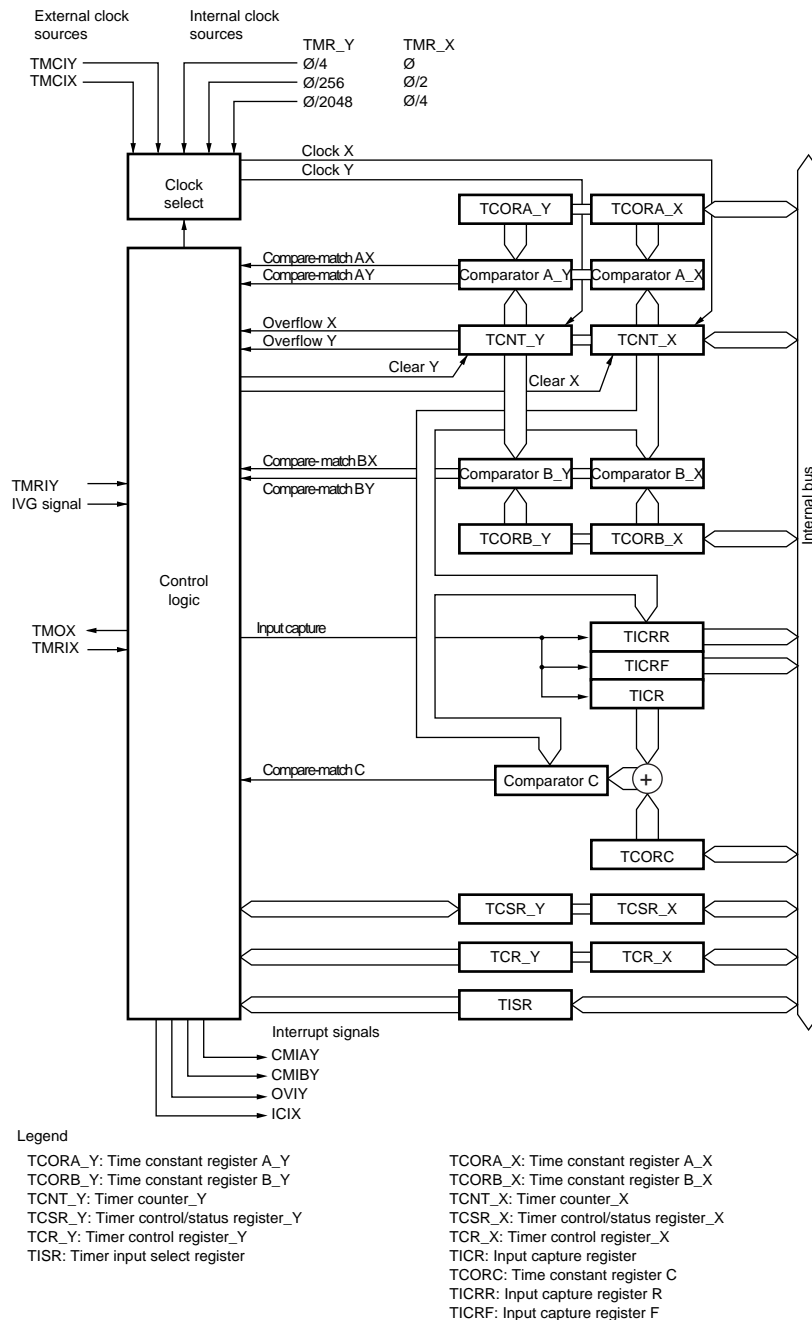 External clock
sources
Internal clock
sources
TMR_Y
TMR_X
TMCIY
Ø/4
Ø
TMCIX
Ø/256
Ø/2
Ø/2048
Ø/4
Clock X
Clock Y
Clock
select
TCORA_Y
TCORA_X
Compare-match AX
Compare-match AY
Comparator A_Y
Comparator A_X
Overflow X
Overflow Y
TCNT_Y
TCNT_X
Clear Y
Clear X
Compare-match BX
Compare-match BY
Comparator B_Y
Comparator B_X
TMRIY
IVG signal
TCORB_Y
TCORB_X
Internal bus
Control
logic
TMOX
TMRIX
Input capture
TICRR
TICRF
TICR
Compare-match C
Comparator C
+
TCORC
TCSR_Y
TCSR_X
TCR_Y
TCR_X
TISR
Interrupt signals
CMIAY
CMIBY
OVIY
ICIX
Legend
TCORA_Y: Time constant register A_Y
TCORB_Y: Time constant register B_Y
TCNT_Y: Timer counter_Y
TCSR_Y: Timer control/status register_Y
TCR_Y: Timer control register_Y
TISR: Timer input select register
TCORA_X: Time constant register A_X
TCORB_X: Time constant register B_X
TCNT_X: Timer counter_X
TCSR_X: Timer control/status register_X
TCR_X: Timer control register_X
TICR: Input capture register
TCORC: Time constant register C
TICRR: Input capture register R
TICRF: Input capture register F